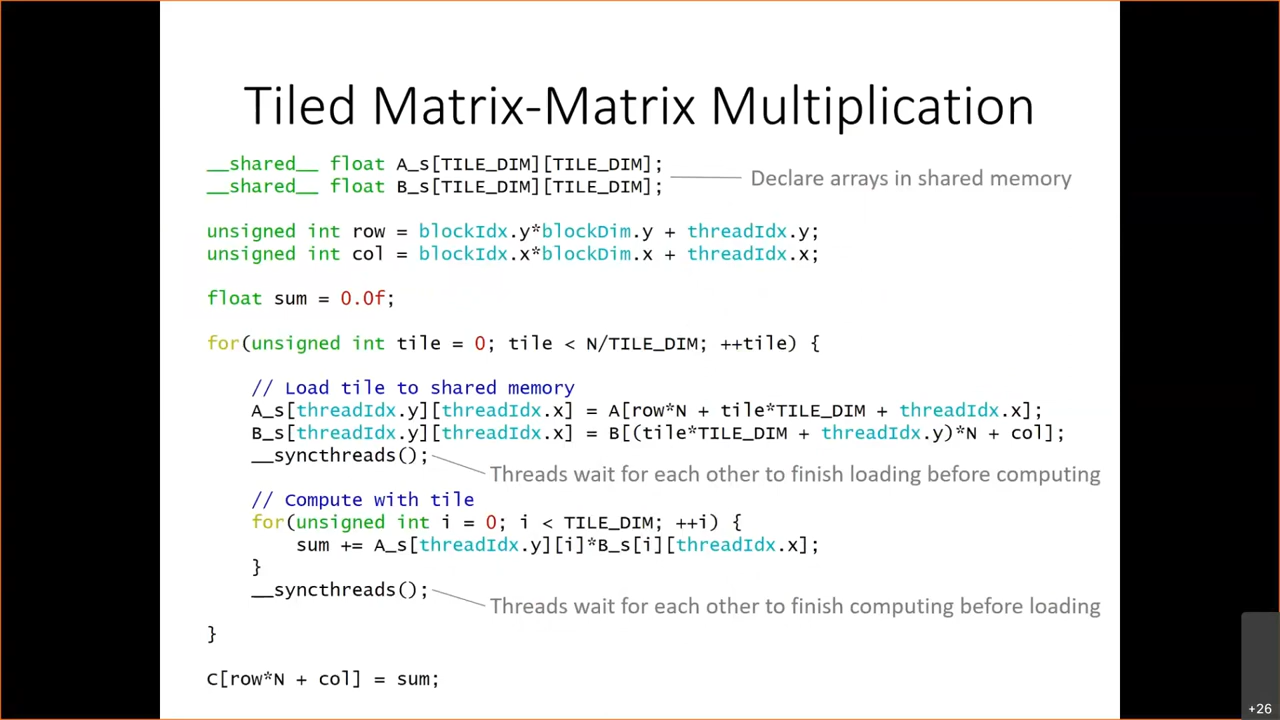 Tiled Matrix-Matrix Multiplication
__shared__ float A_s[TILE_DIM][TILE_DIM];
__shared__ float B_s[TILE_DIM][TILE_DIM];
Declare arrays in shared memory
unsigned int row = blockIdx.y*blockDim.y + threadIdx.y;
unsigned int col = blockIdx.x*blockDim.x + threadIdx.x;
float sum = 0.0f;
for(unsigned int tile = 0; tile < N/TILE_DIM; ++tile) {
// Load tile to shared memory
A_s[threadIdx.y][threadIdx.x] = A[row*N + tile*TILE_DIM + threadIdx.x];
B_s[threadIdx.y][threadIdx.x] = B[(tile*TILE_DIM + threadIdx.y)*N + col];
__syncthreads();
Threads wait for each other to finish loading before computing
// Compute with tile
for(unsigned int i = 0; i < TILE_DIM; ++i) {
sum += A_s[threadIdx.y][i]*B_s[i][threadIdx.x];
}
__syncthreads();
Threads wait for each other to finish computing before loading
}
C[row*N + col] = sum;
+26